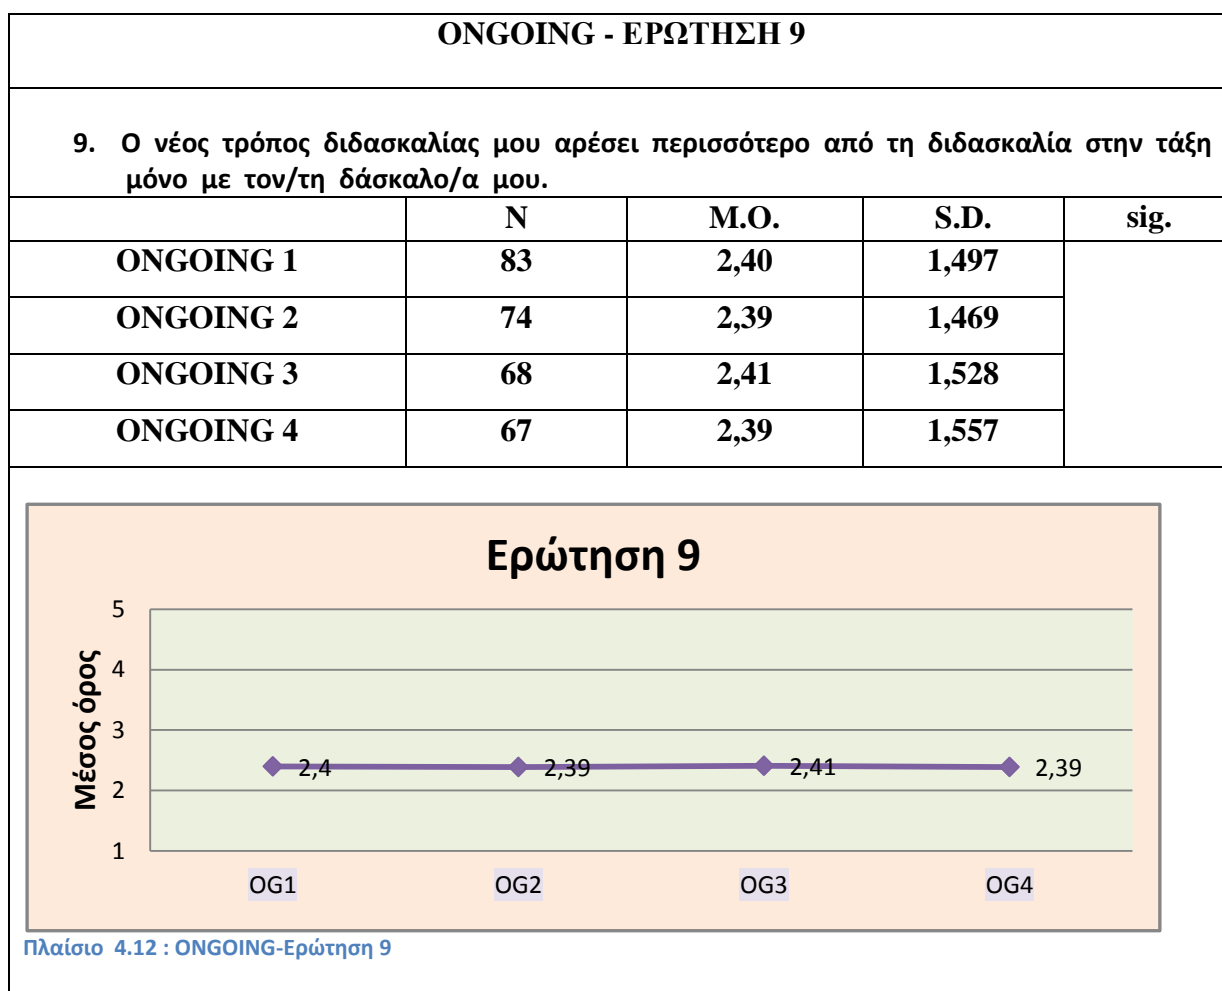 ONGOING - ΕΡΩΤΗΣΗ 9
9. Ο νέος τρόπος διδασκαλίας μου αρέσει περισσότερο από τη διδασκαλία στην τάξη
μόνο με τον/τη δάσκαλο/α μου.
N M.O. S.D. sig.
ONGOING 1 83 2,40 1,497
ONGOING 2 74 2,39 1,469
ONGOING 3 68 2,41 1,528
ONGOING 4 67 2,39 1,557
Ερώτηση 9
Μέσος όρος
5
4
3
2
1
2,4 2,39 2,41 2,39
OG1 OG2 OG3 OG4
Πλαίσιο 4.12 : ONGOING-Ερώτηση 9